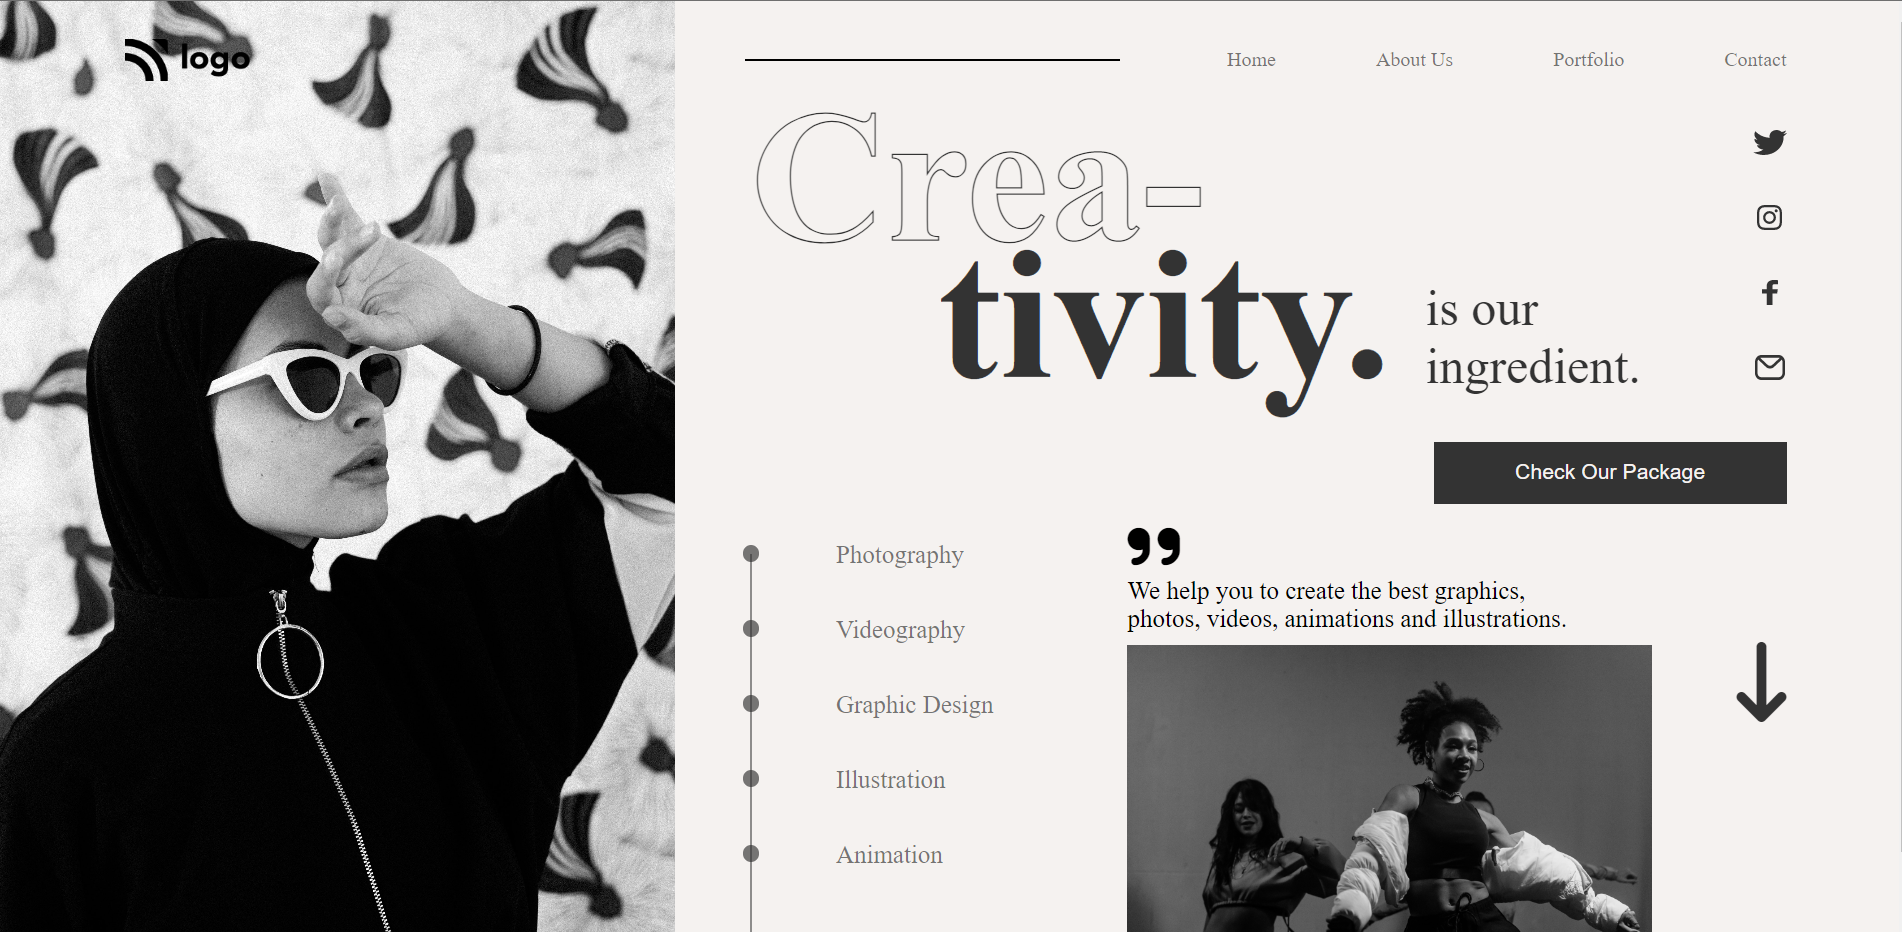 logo
Home
About Us
Portfolio
Contact
Crea-
tivity.
is our
ingredient.
Check Our Package
Photography
Videography
Graphic Design
Illustration
Animation
”
We help you to create the best graphics,
photos, videos, animations and illustrations.